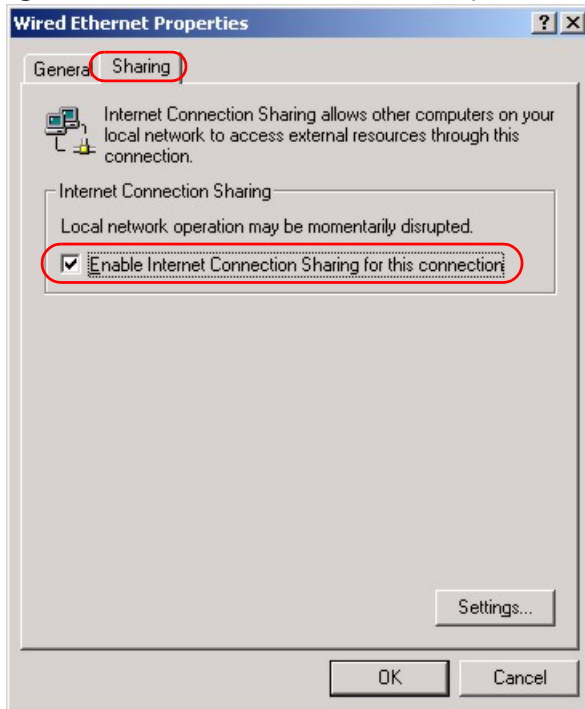 Wired Ethernet Properties
General Sharing
Internet Connection Sharing allows other computers on your
local network to access external resources through this
connection.
Internet Connection Sharing
Local network operation may be momentarily disrupted.
Enable Internet Connection Sharing for this connection
Settings...
OK Cancel